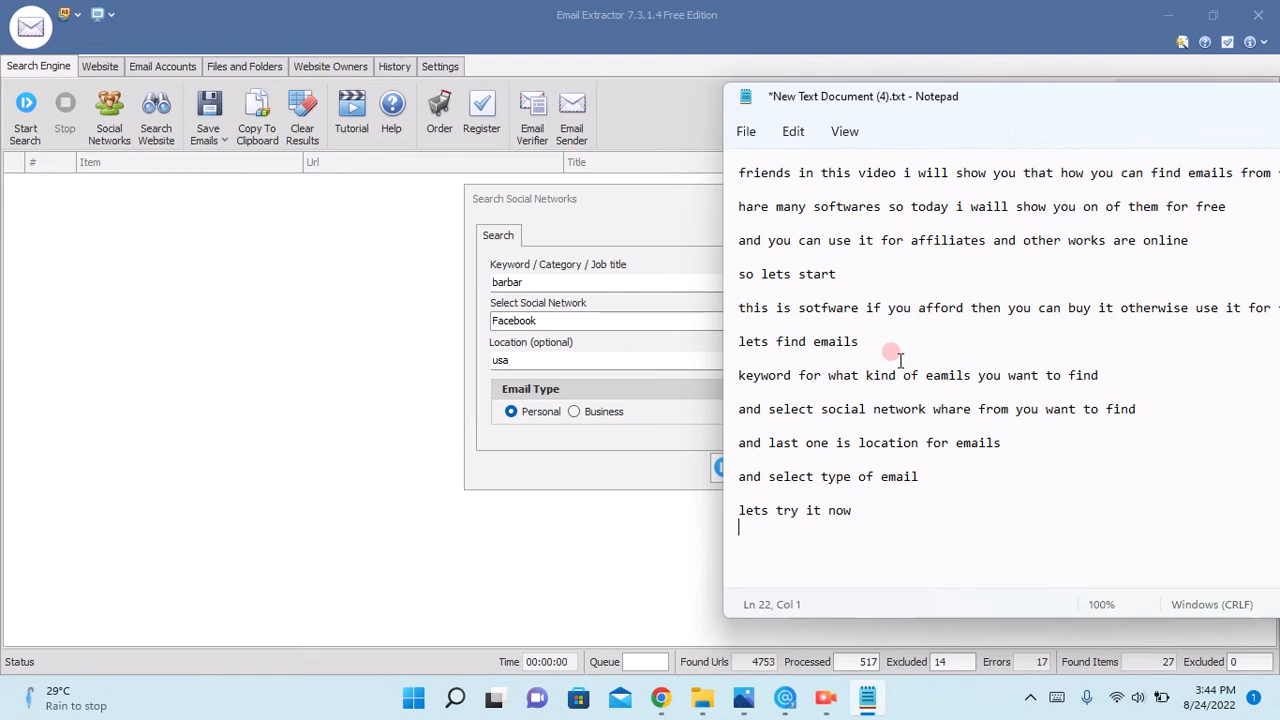 Email Extractor 7.3.1.4 Free Edition
Search Engine Website Email Accounts Files and Folders Website Owners History Settings
Start Search Stop Social Networks Search Website Save Emails Copy To Clipboard Clear Results Tutorial Help Order Register Email Verifier Email Sender
# Item Url Title
Search Social Networks
Search
Keyword / Category / Job title
barbar
Select Social Network
Facebook
Location (optional)
usa
Email Type
Personal Business
*New Text Document (4).txt - Notepad
File Edit View
friends in this video i will show you that how you can find emails from
hare many softwares so today i waill show you on of them for free
and you can use it for affiliates and other works are online
so lets start
this is sotfware if you afford then you can buy it otherwise use it for
lets find emails
keyword for what kind of eamils you want to find
and select social network whare from you want to find
and last one is location for emails
and select type of email
lets try it now
Ln 22, Col 1 100% Windows (CRLF)
Status Time 00:00:00 Queue Found Urls 4753 Processed 517 Excluded 14 Errors 17 Found Items 27 Excluded 0
29°C
Rain to stop
3:44 PM
8/24/2022
1